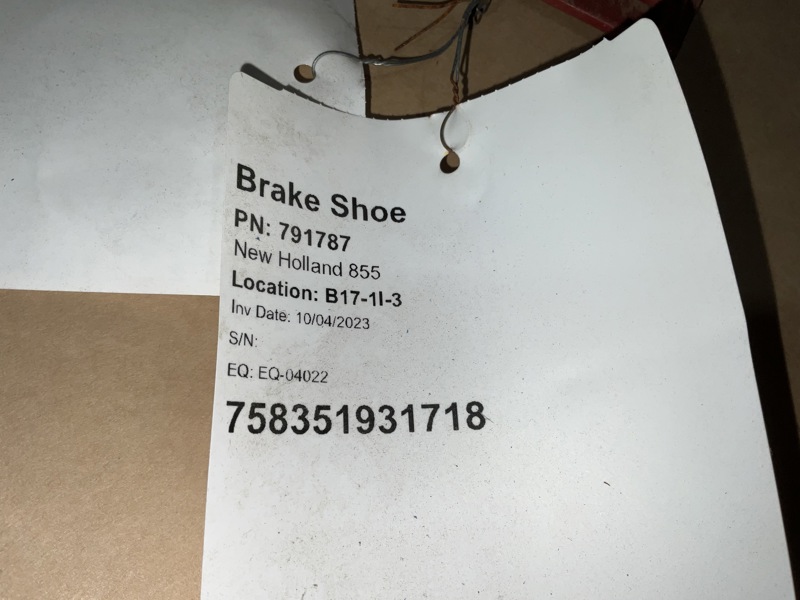 Brake Shoe
PN: 791787
New Holland 855
Location: B17-1I-3
Inv Date: 10/04/2023
S/N:
EQ: EQ-04022
758351931718